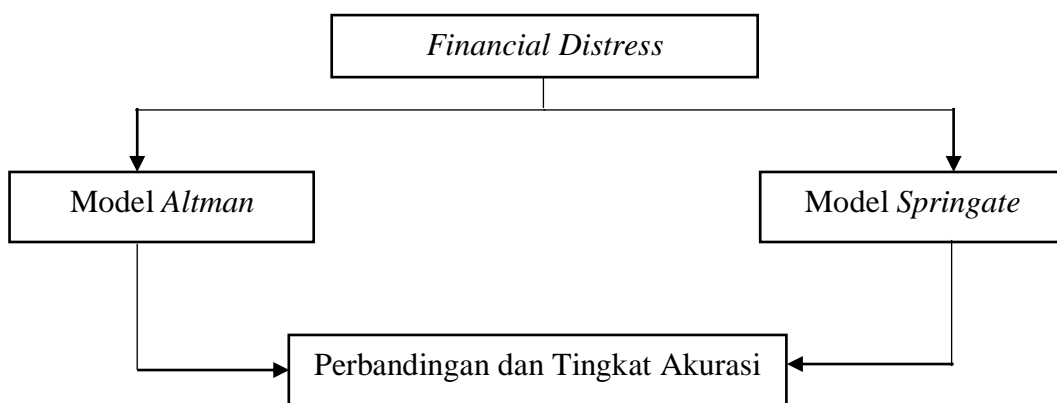 Financial Distress
Model Altman
Model Springate
Perbandingan dan Tingkat Akurasi